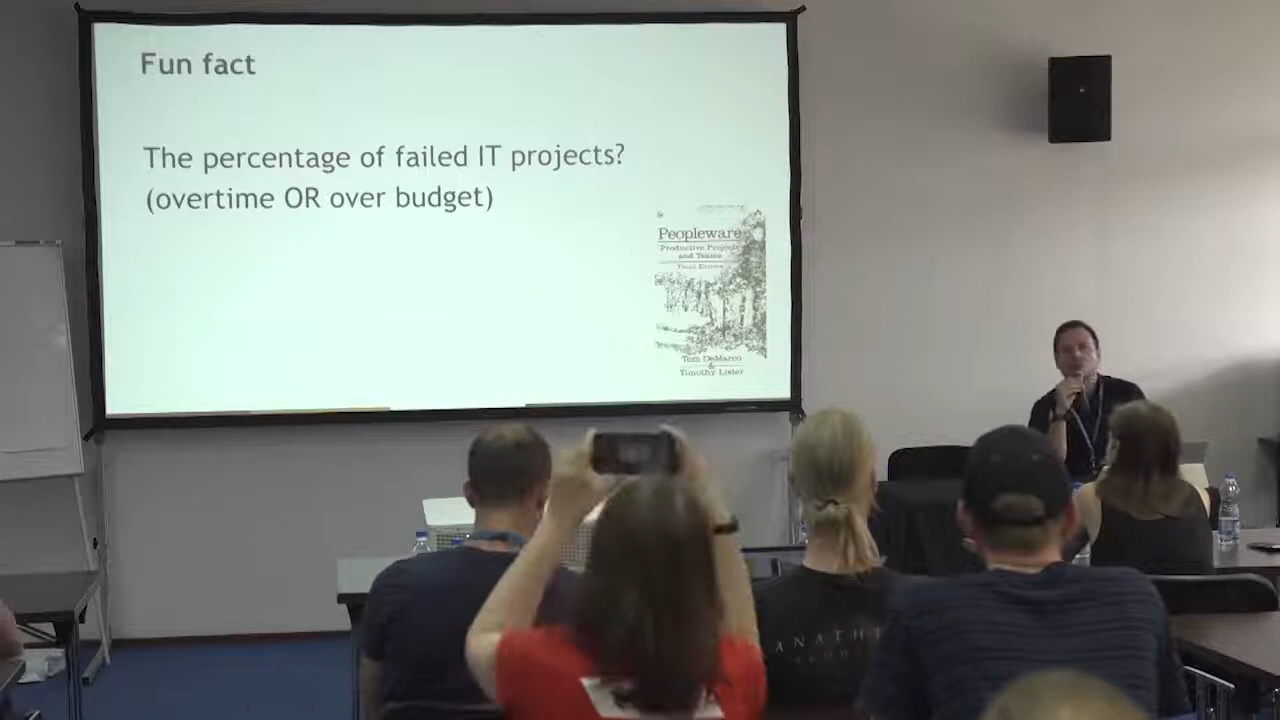 Fun fact
The percentage of failed IT projects?
(overtime OR over budget)
Peopleware
Productive Projects
and Teams
Tom DeMarco
&
Timothy Lister
ANATH